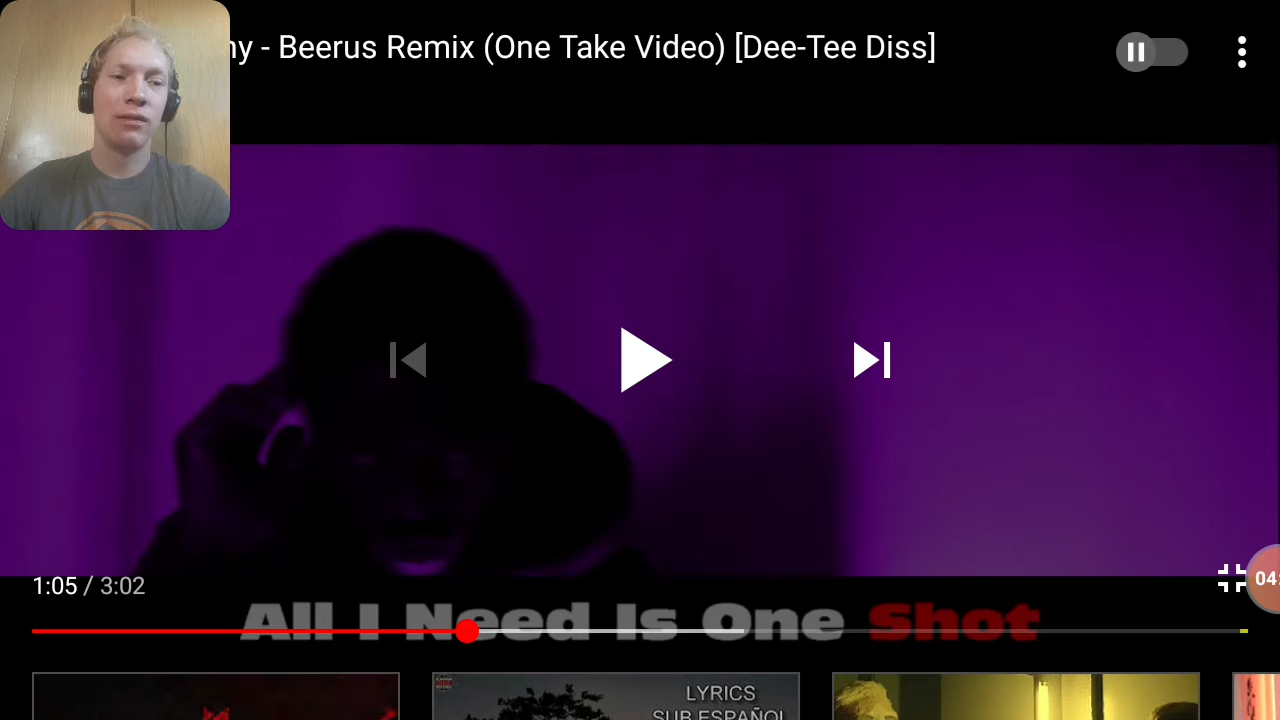 ny - Beerus Remix (One Take Video) [Dee-Tee Diss]
1:05 / 3:02
04:
All I Need Is One Shot
LYRICS
SUB ESPAÑOL